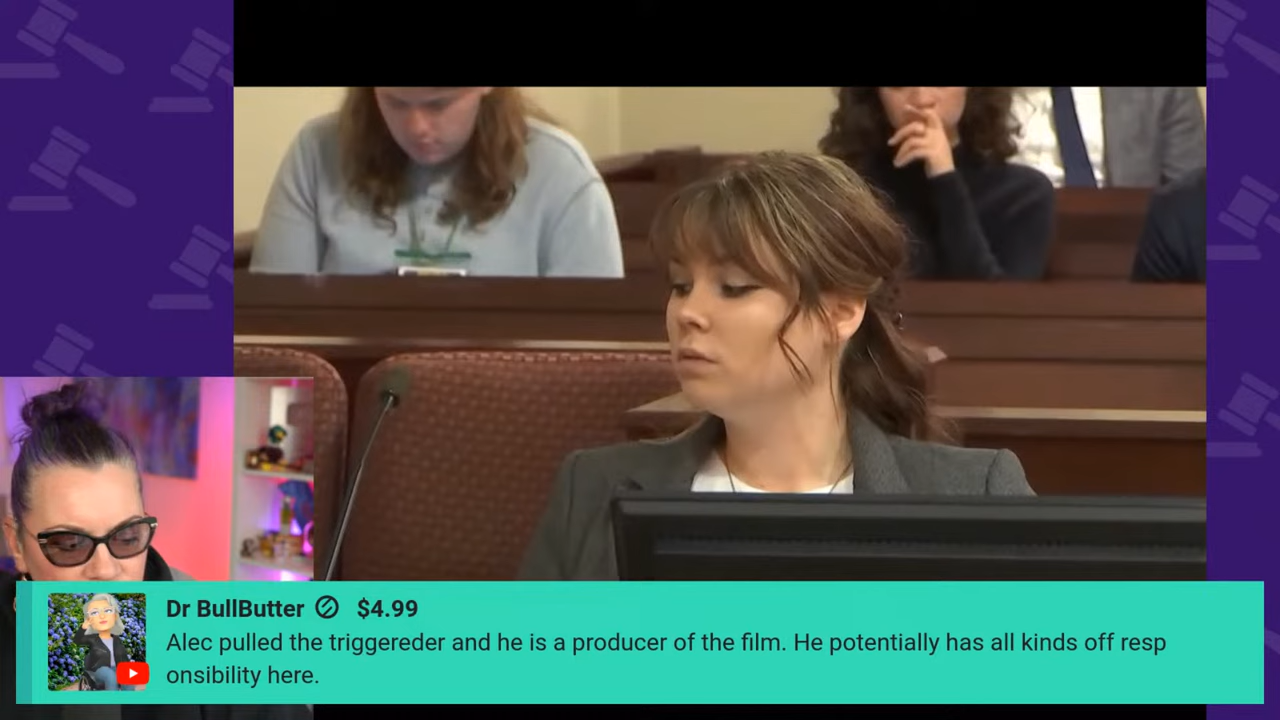 Dr BullButter $4.99
Alec pulled the triggereder and he is a producer of the film. He potentially has all kinds off resp
onsibility here.